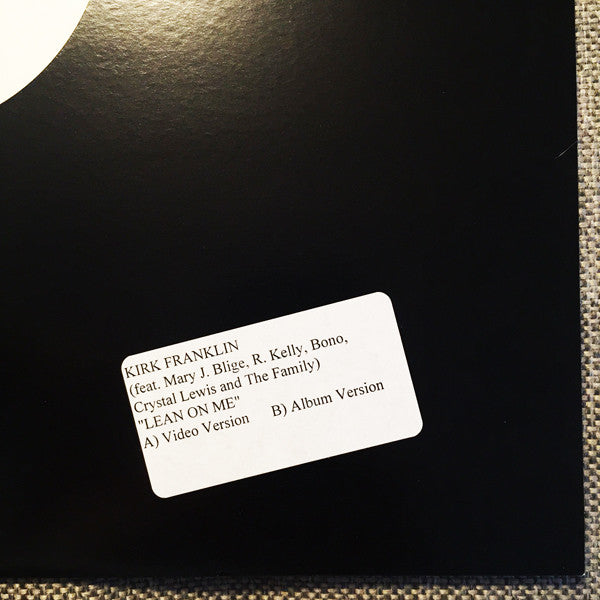 KIRK FRANKLIN
(feat. Mary J. Blige, R. Kelly, Bono,
Crystal Lewis and The Family)
"LEAN ON ME"
A) Video Version B) Album Version